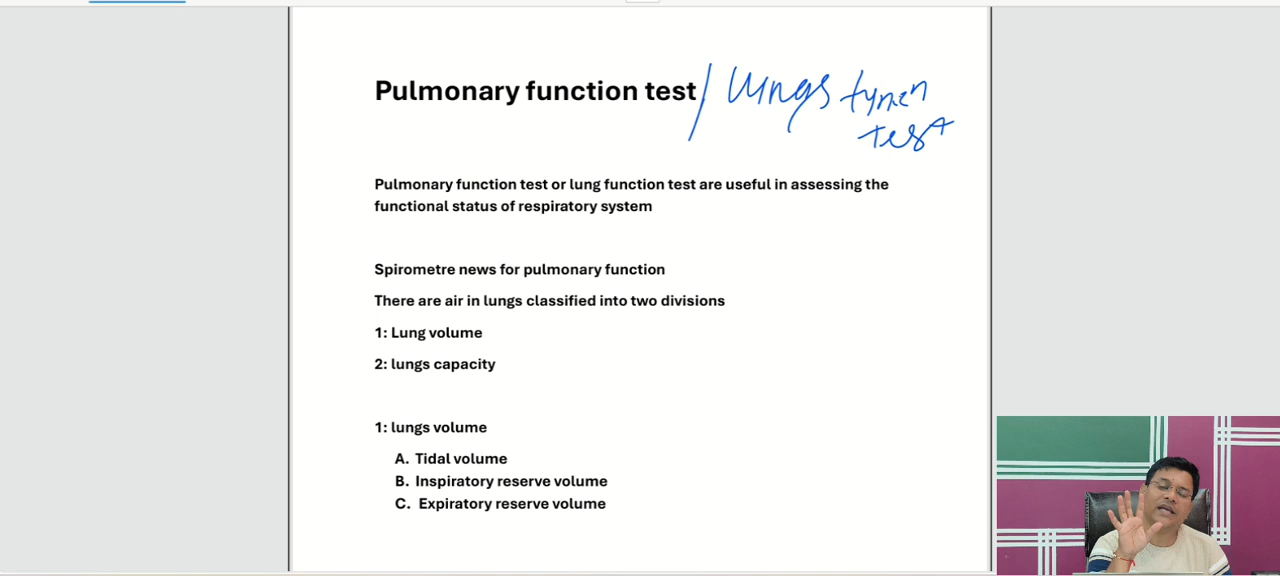 Pulmonary function test / lungs
test
Pulmonary function test or lung function test are useful in assessing the
functional status of respiratory system
Spirometre news for pulmonary function
There are air in lungs classified into two divisions
1: Lung volume
2: lungs capacity
1: lungs volume
A. Tidal volume
B. Inspiratory reserve volume
C. Expiratory reserve volume